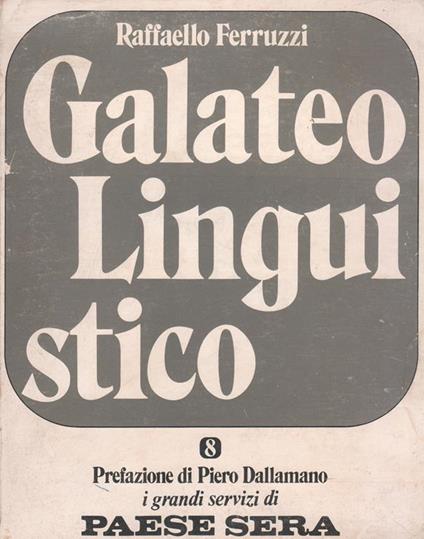 Raffaello Ferruzzi
Galateo
Lingui
stico
8
Prefazione di Piero Dallamano
i grandi servizi di
PAESE SERA